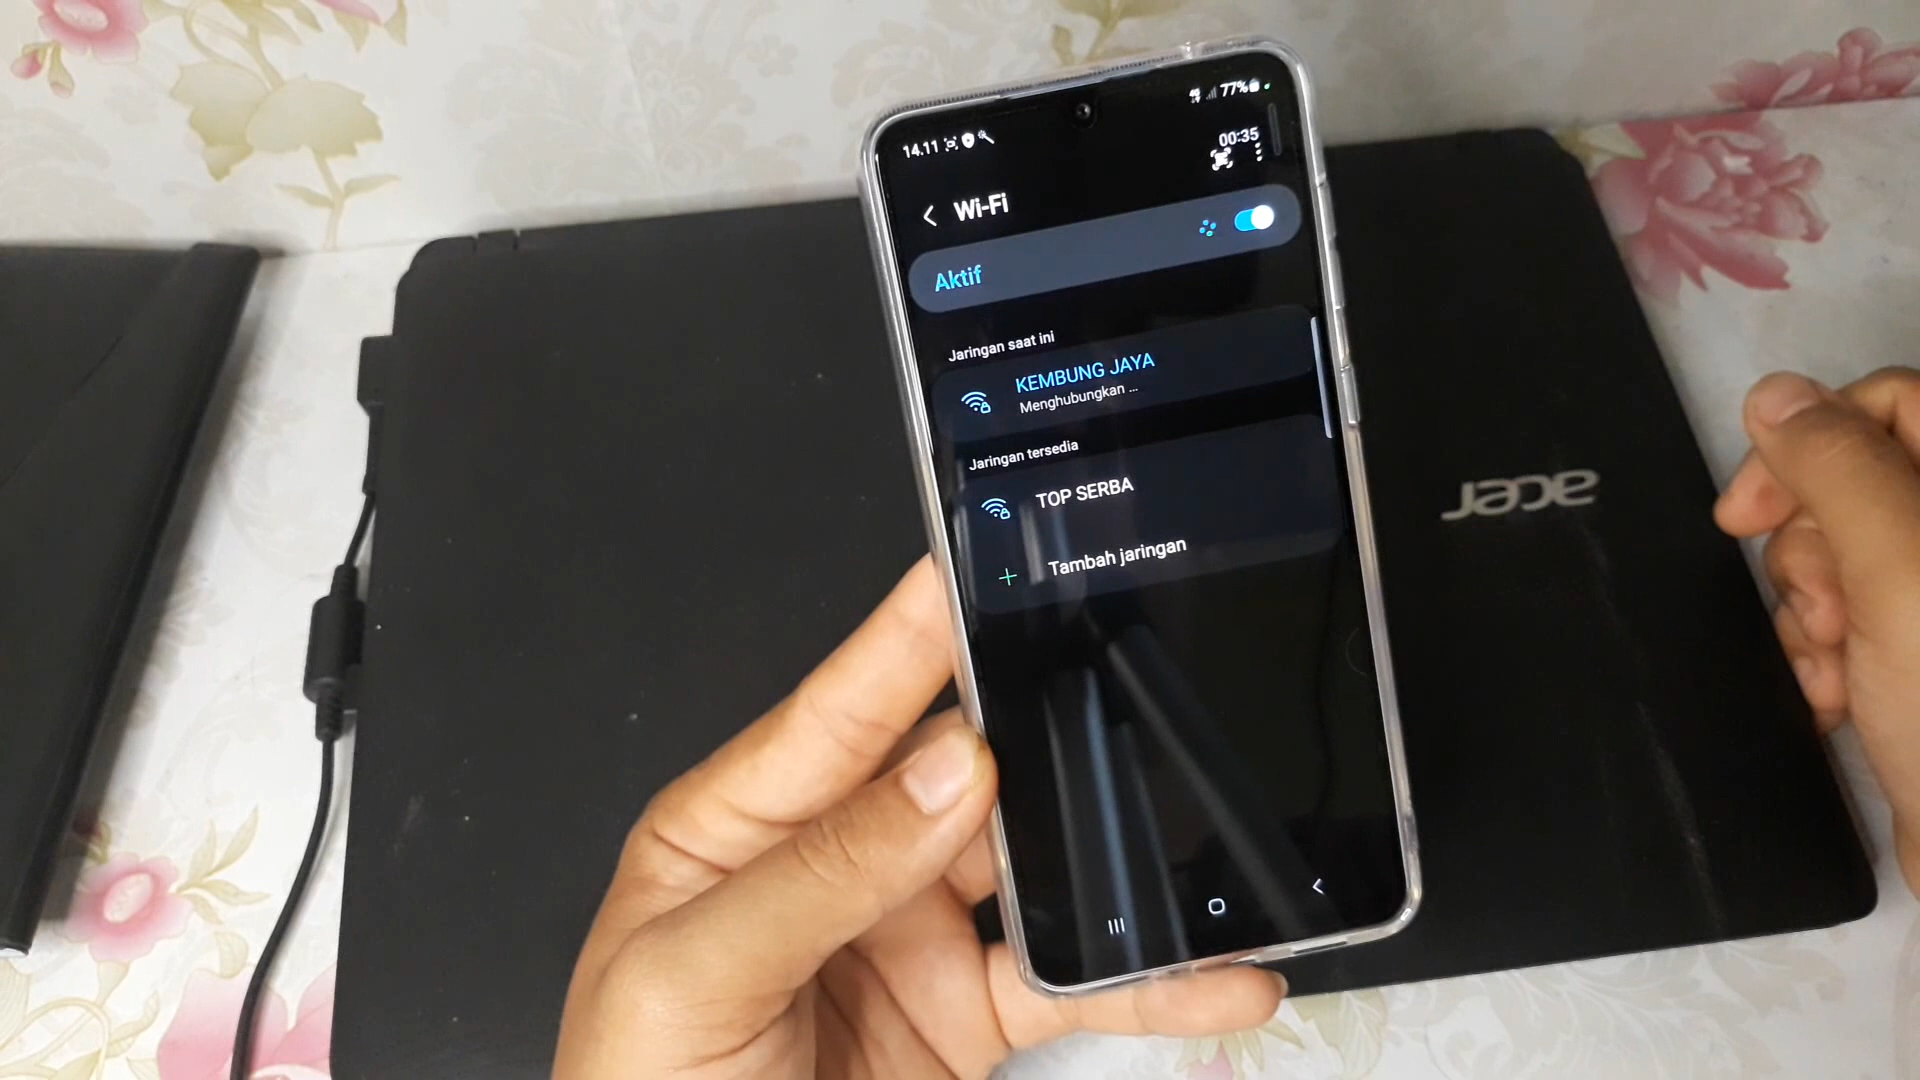 14.11
77%
00:35
Wi-Fi
Aktif
Jaringan saat ini
KEMBUNG JAYA
Menghubungkan ...
Jaringan tersedia
TOP SERBA
Tambah jaringan
acer